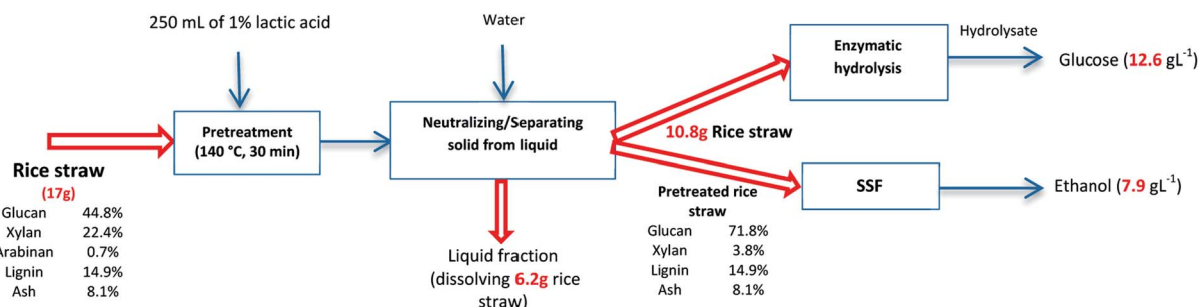 250 mL of 1% lactic acid
Water
Enzymatic
hydrolysis
Hydrolysate
Glucose (12.6 gL⁻¹)
Pretreatment
(140 °C, 30 min)
Neutralizing/Separating
solid from liquid
10.8g Rice straw
Rice straw
(17g)
Glucan 44.8%
Xylan 22.4%
Arabinan 0.7%
Lignin 14.9%
Ash 8.1%
Liquid fraction
(dissolving 6.2g rice
straw)
Pretreated rice
straw
Glucan 71.8%
Xylan 3.8%
Lignin 14.9%
Ash 8.1%
SSF
Ethanol (7.9 gL⁻¹)